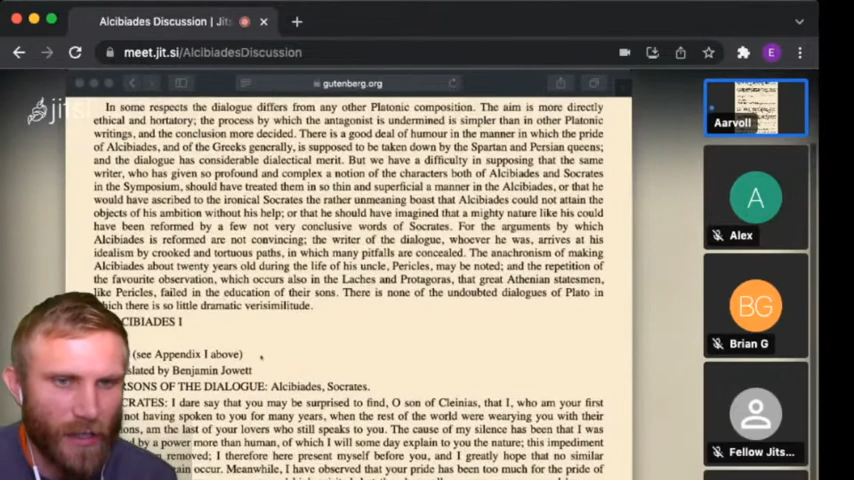 Alcibiades Discussion | Jits
meet.jit.si/AlcibiadesDiscussion
E
gutenberg.org
jitsi
In some respects the dialogue differs from any other Platonic composition. The aim is more directly
ethical and hortatory; the process by which the antagonist is undermined is simpler than in other Platonic
writings, and the conclusion more decided. There is a good deal of humour in the manner in which the pride
of Alcibiades, and of the Greeks generally, is supposed to be taken down by the Spartan and Persian queens;
and the dialogue has considerable dialectical merit. But we have a difficulty in supposing that the same
writer, who has given so profound and complex a notion of the characters both of Alcibiades and Socrates
in the Symposium, should have treated them in so thin and superficial a manner in the Alcibiades, or that he
would have ascribed to the ironical Socrates the rather unmeaning boast that Alcibiades could not attain the
objects of his ambition without his help; or that he should have imagined that a mighty nature like his could
have been reformed by a few not very conclusive words of Socrates. For the arguments by which
Alcibiades is reformed are not convincing; the writer of the dialogue, whoever he was, arrives at his
idealism by crooked and tortuous paths, in which many pitfalls are concealed. The anachronism of making
Alcibiades about twenty years old during the life of his uncle, Pericles, may be noted; and the repetition of
the favourite observation, which occurs also in the Laches and Protagoras, that great Athenian statesmen,
like Pericles, failed in the education of their sons. There is none of the undoubted dialogues of Plato in
which there is so little dramatic verisimilitude.
CIBIADES I
(see Appendix I above)
slated by Benjamin Jowett
RSONS OF THE DIALOGUE: Alcibiades, Socrates.
CRATES: I dare say that you may be surprised to find, O son of Cleinias, that I, who am your first
not having spoken to you for many years, when the rest of the world were wearying you with their
ons, am the last of your lovers who still speaks to you. The cause of my silence has been that I was
d by a power more than human, of which I will some day explain to you the nature; this impediment
n removed; I therefore here present myself before you, and I greatly hope that no similar
ain occur. Meanwhile, I have observed that your pride has been too much for the pride of
Aarvoll
A
Alex
BG
Brian G
Fellow Jits...